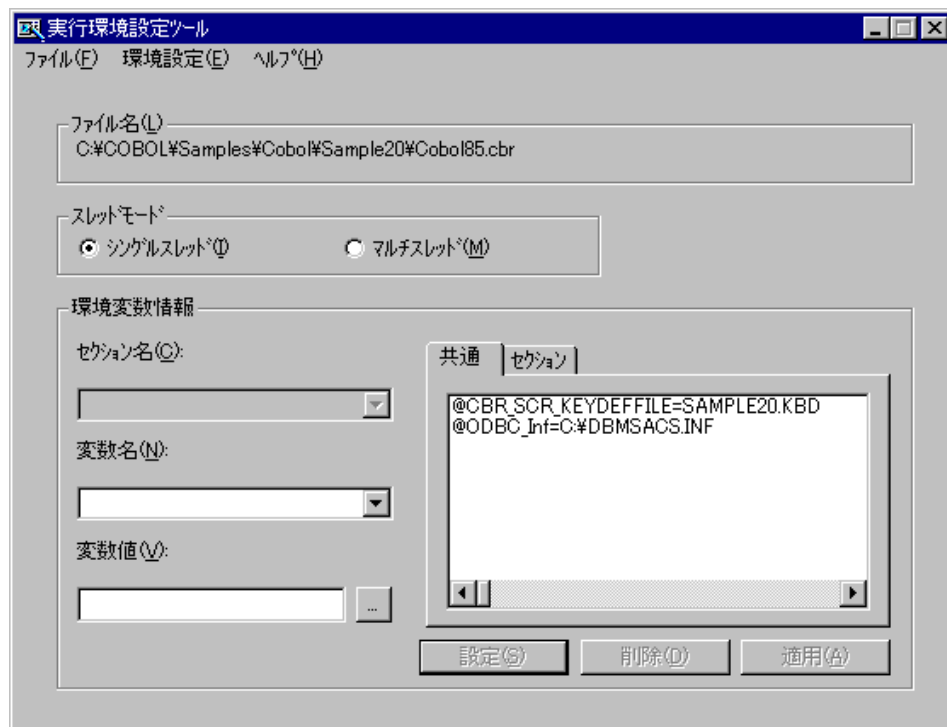 実行環境設定ツール
ファイル(F) 環境設定(E) ヘルプ(H)
ファイル名(L)
C:¥COBOL¥Samples¥Cobol¥Sample20¥Cobol85.cbr
スレッドモード
シングルスレッド(I) マルチスレッド(M)
環境変数情報
セクション名(C):
共通 セクション
@CBR_SCR_KEYDEFFILE=SAMPLE20.KBD
@ODBC_Inf=C:¥DBMSACS.INF
変数名(N):
変数値(V):
...
設定(S) 削除(D) 適用(A)